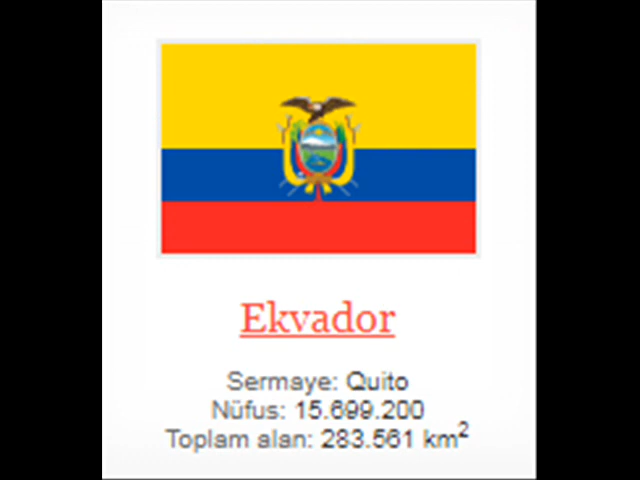 Ekvador
Sermaye: Quito
Nüfus: 15.699.200
Toplam alan: 283.561 km²